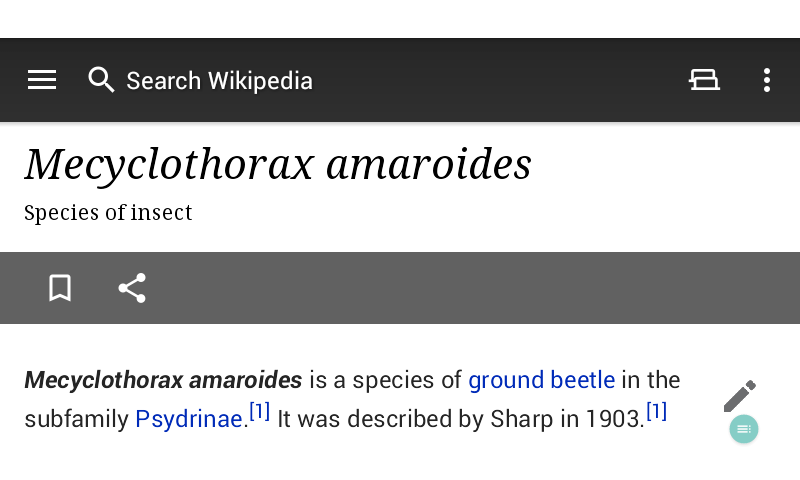 Search Wikipedia
Mecyclothorax amaroides
Species of insect
Mecyclothorax amaroides is a species of ground beetle in the
subfamily Psydrinae.[1] It was described by Sharp in 1903.[1]